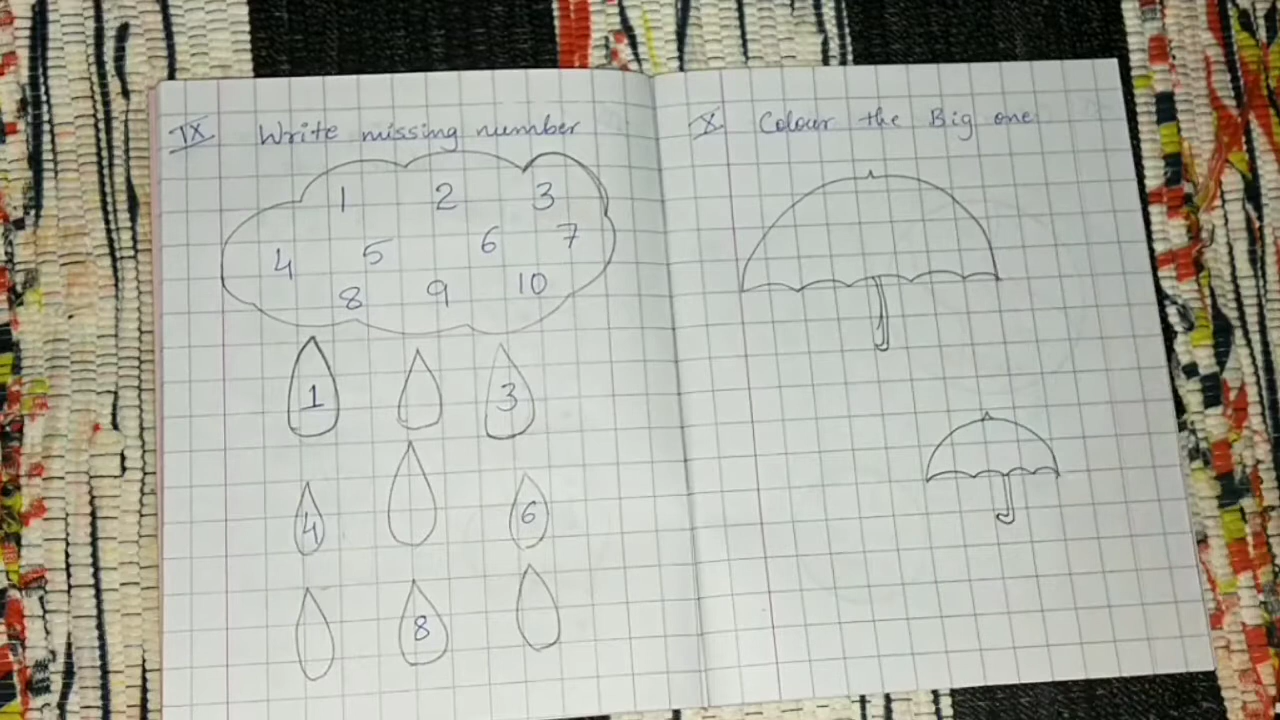 IX Write missing number
1 2 3
4 5 6 7
8 9 10
1 3
4 6
8
X Colour the Big one